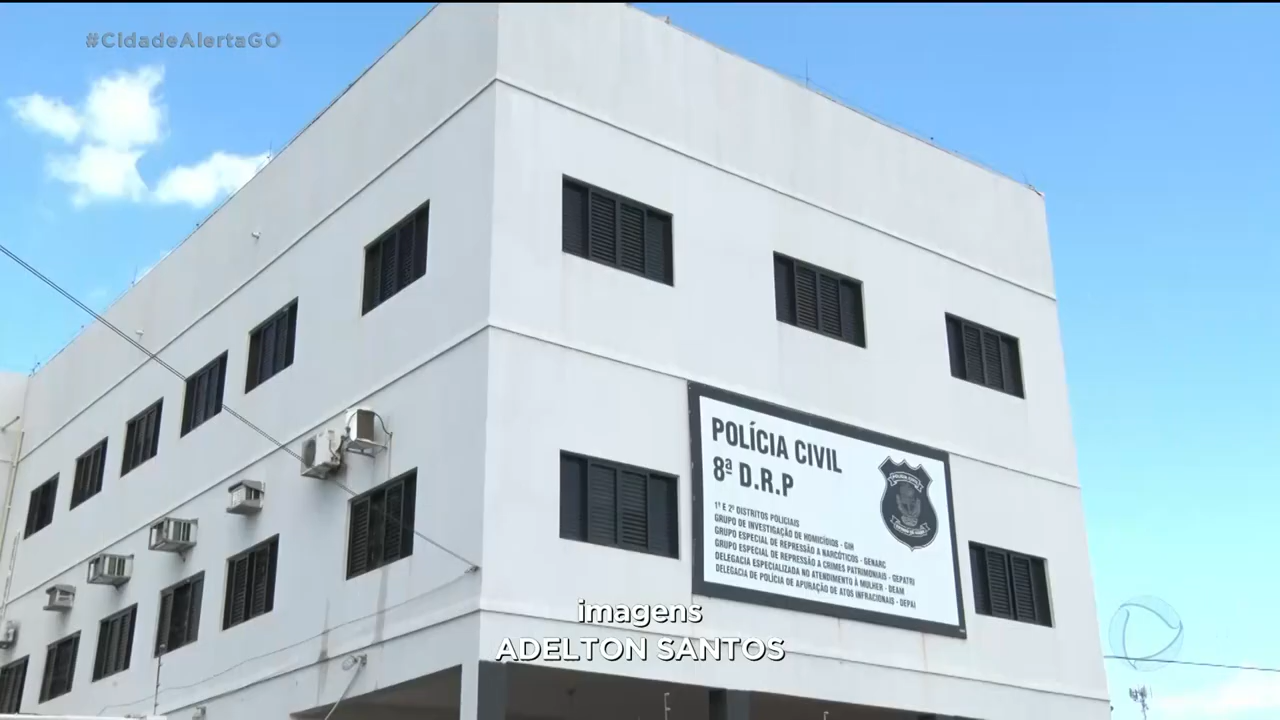 #CidadeAlertaGO
POLÍCIA CIVIL
8ª D.R.P
1º E 2º DISTRITOS POLICIAIS
GRUPO DE INVESTIGAÇÃO DE HOMICÍDIOS - GIH
GRUPO ESPECIAL DE REPRESSÃO A NARCÓTICOS - GENARC
GRUPO ESPECIAL DE REPRESSÃO A CRIMES PATRIMONIAIS - GEPATRI
DELEGACIA ESPECIALIZADA NO ATENDIMENTO À MULHER - DEAM
DELEGACIA DE POLÍCIA DE APURAÇÃO DE ATOS INFRACIONAIS - DEPAI
POLÍCIA CIVIL
imagens
ADELTON SANTOS